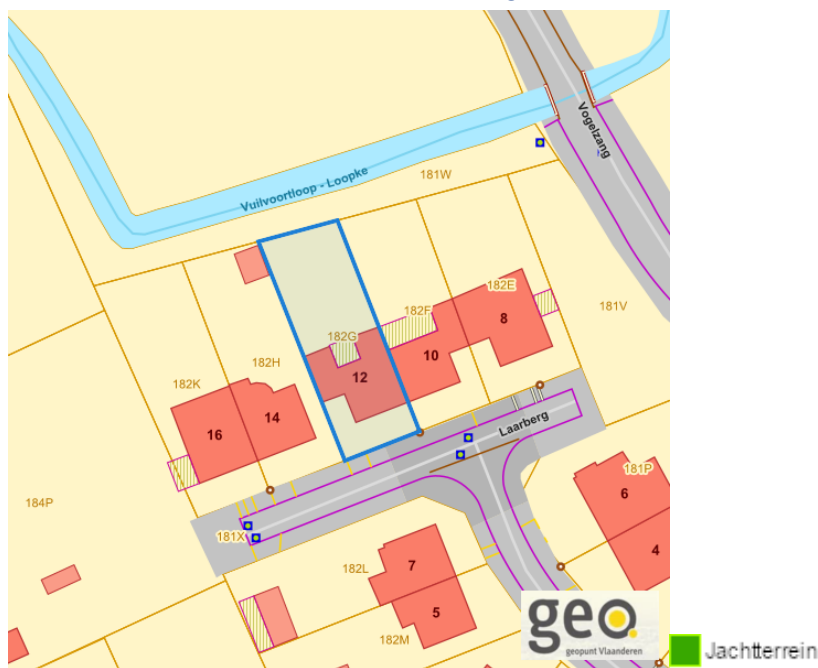 Vogelzang
181W
Vuilvoortloop - Loopke
182E
181V
182F
8
182G
10
182H
12
182K
14
16
Laarberg
181P
6
184P
181X
4
7
182L
5
182M
geo
geopunt Vlaanderen
Jachtterrein